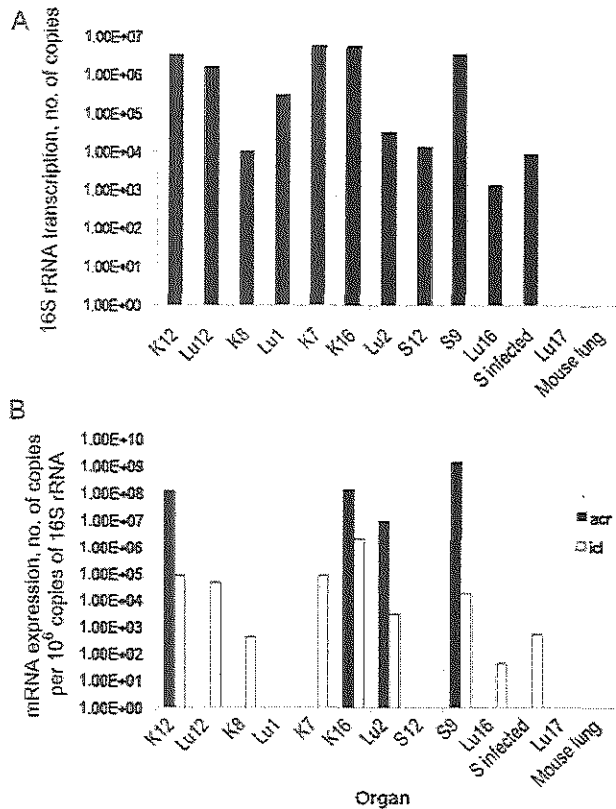 A
16S rRNA transcription, no. of copies
1.00E+07
1.00E+06
1.00E+05
1.00E+04
1.00E+03
1.00E+02
1.00E+01
1.00E+00
K12
Lu12
K8
Lu1
K7
K16
Lu2
S12
S9
Lu16
S infected
Lu17
Mouse lung
B
mRNA expression, no. of copies
per 10⁶ copies of 16S rRNA
1.00E+10
1.00E+09
1.00E+08
1.00E+07
1.00E+06
1.00E+05
1.00E+04
1.00E+03
1.00E+02
1.00E+01
1.00E+00
acr
icl
K12
Lu12
K8
Lu1
K7
K16
Lu2
S12
S9
Lu16
S infected
Lu17
Mouse lung
Organ